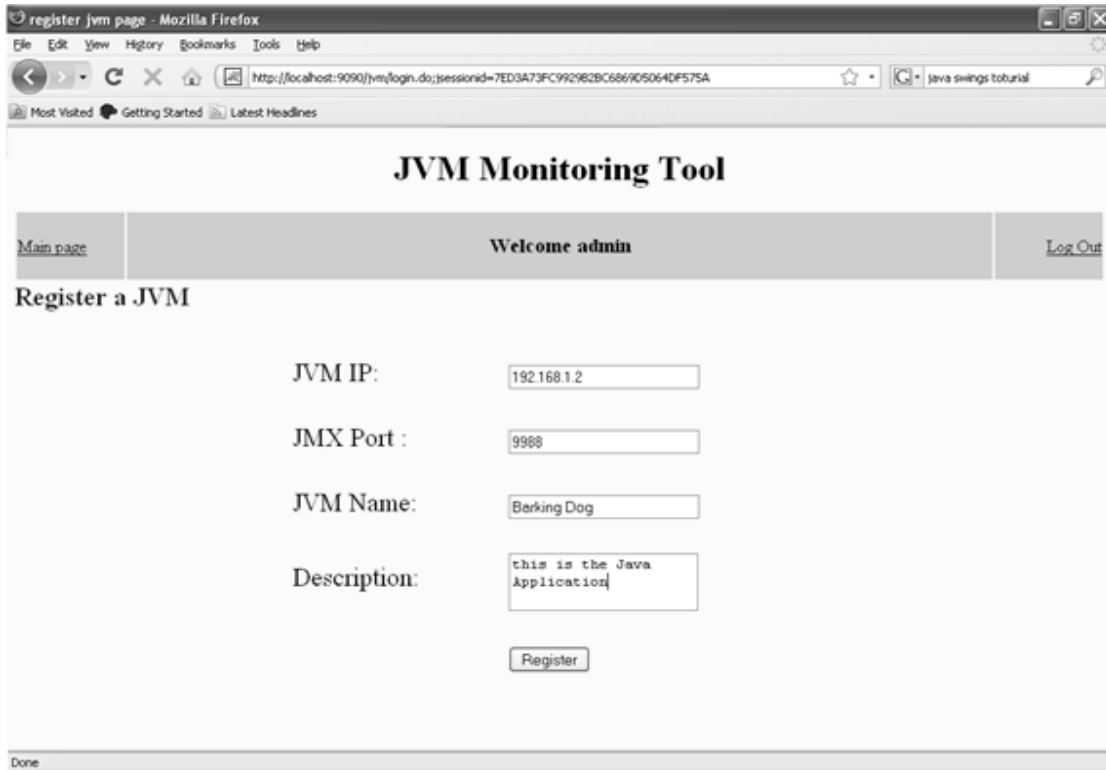 register jvm page - Mozilla Firefox
File Edit View History Bookmarks Tools Help
http://localhost:9090/jvm/login.do;jsessionid=7ED3A73FC9929B2BC6869D5064DF575A
java swings toturial
Most Visited Getting Started Latest Headlines
JVM Monitoring Tool
Main page Welcome admin Log Out
Register a JVM
JVM IP: 192.168.1.2
JMX Port : 9988
JVM Name: Barking Dog
Description: this is the Java
Application
Register
Done